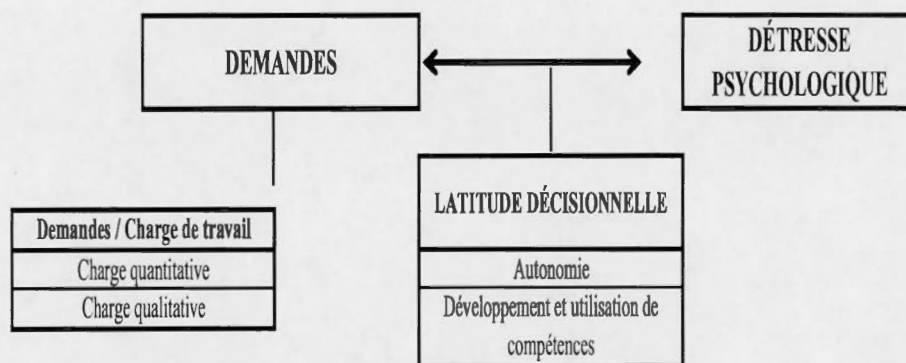 DEMANDES
DÉTRESSE
PSYCHOLOGIQUE
LATITUDE DÉCISIONNELLE
Autonomie
Développement et utilisation de
compétences
Demandes / Charge de travail
Charge quantitative
Charge qualitative